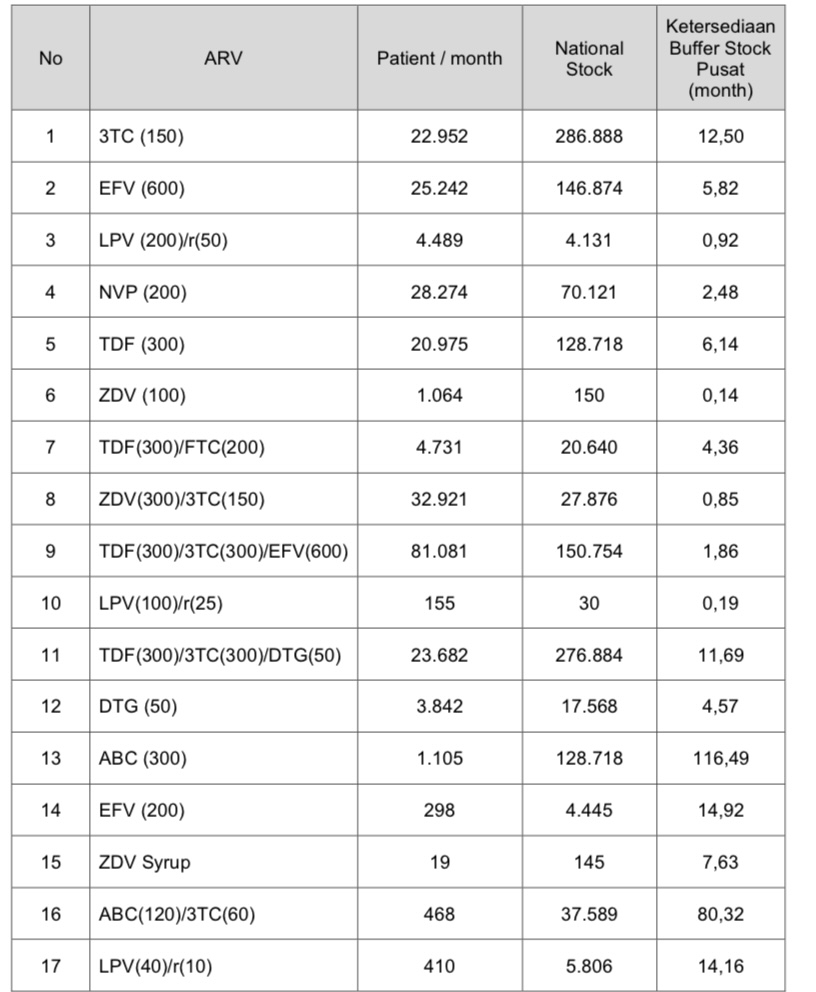 No ARV Patient / month National Stock Ketersediaan Buffer Stock Pusat (month)
1 3TC (150) 22.952 286.888 12,50
2 EFV (600) 25.242 146.874 5,82
3 LPV (200)/r(50) 4.489 4.131 0,92
4 NVP (200) 28.274 70.121 2,48
5 TDF (300) 20.975 128.718 6,14
6 ZDV (100) 1.064 150 0,14
7 TDF(300)/FTC(200) 4.731 20.640 4,36
8 ZDV(300)/3TC(150) 32.921 27.876 0,85
9 TDF(300)/3TC(300)/EFV(600) 81.081 150.754 1,86
10 LPV(100)/r(25) 155 30 0,19
11 TDF(300)/3TC(300)/DTG(50) 23.682 276.884 11,69
12 DTG (50) 3.842 17.568 4,57
13 ABC (300) 1.105 128.718 116,49
14 EFV (200) 298 4.445 14,92
15 ZDV Syrup 19 145 7,63
16 ABC(120)/3TC(60) 468 37.589 80,32
17 LPV(40)/r(10) 410 5.806 14,16